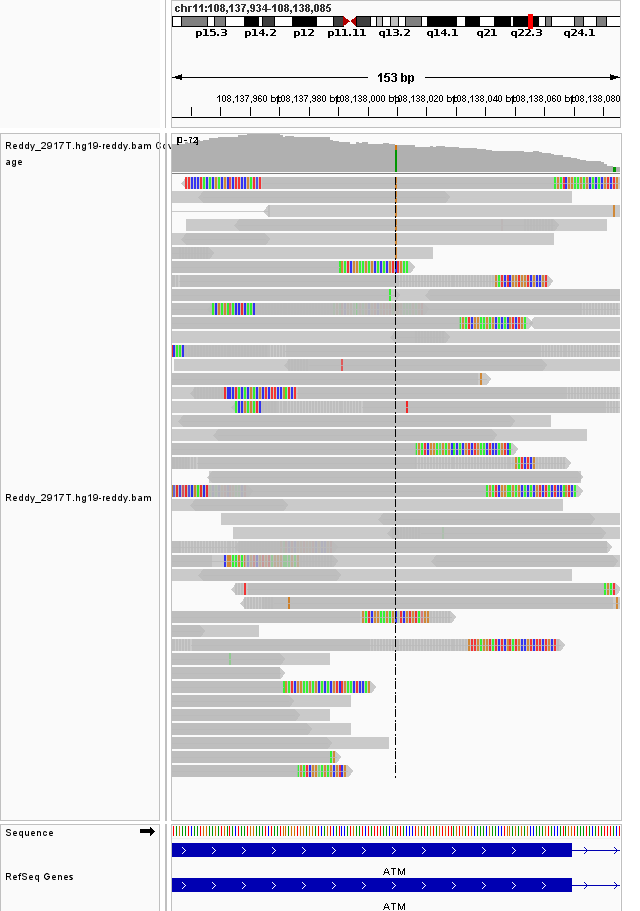 chr11:108,137,934-108,138,085
p15.3 p14.2 p12 p11.11 q13.2 q14.1 q21 q22.3 q24.1
153 bp
108,137,960 bp 108,137,980 bp 108,138,000 bp 108,138,020 bp 108,138,040 bp 108,138,060 bp 108,138,080
Reddy_2917T.hg19-reddy.bam
age
Reddy_2917T.hg19-reddy.bam
Sequence
ATM
RefSeq Genes
ATM